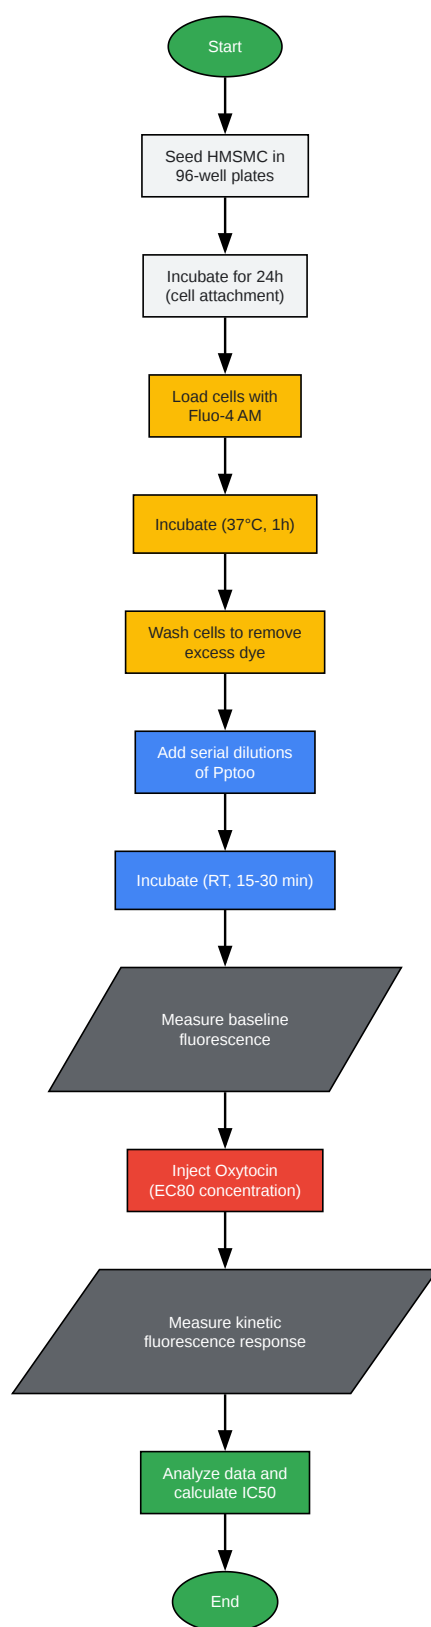 Start
Seed HMSMC in
96-well plates
Incubate for 24h
(cell attachment)
Load cells with
Fluo-4 AM
Incubate (37°C, 1h)
Wash cells to remove
excess dye
Add serial dilutions
of Pptoo
Incubate (RT, 15-30 min)
Measure baseline
fluorescence
Inject Oxytocin
(EC80 concentration)
Measure kinetic
fluorescence response
Analyze data and
calculate IC50
End